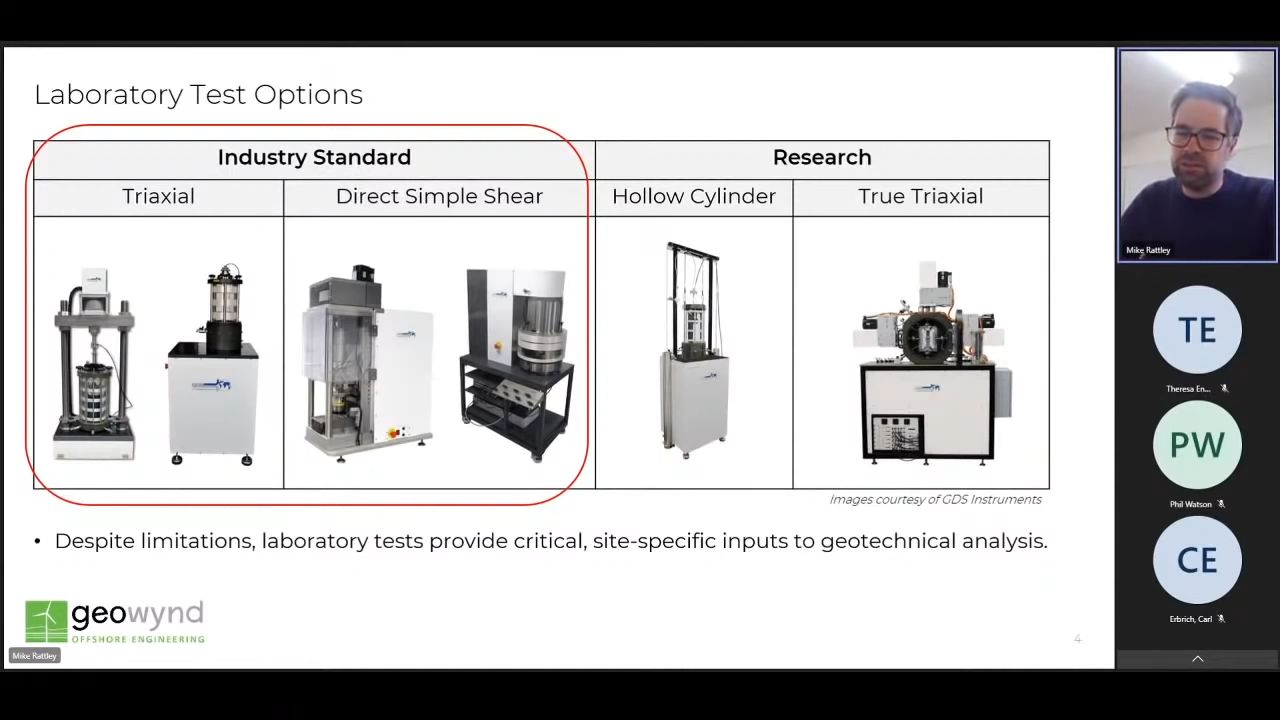 Laboratory Test Options
Industry Standard
Research
Triaxial
Direct Simple Shear
Hollow Cylinder
True Triaxial
Images courtesy of GDS Instruments
• Despite limitations, laboratory tests provide critical, site-specific inputs to geotechnical analysis.
geowynd
OFFSHORE ENGINEERING
4
Mike Rattley
Mike Rattley
TE
Theresa En...
PW
Phil Watson
CE
Erbrich, Carl